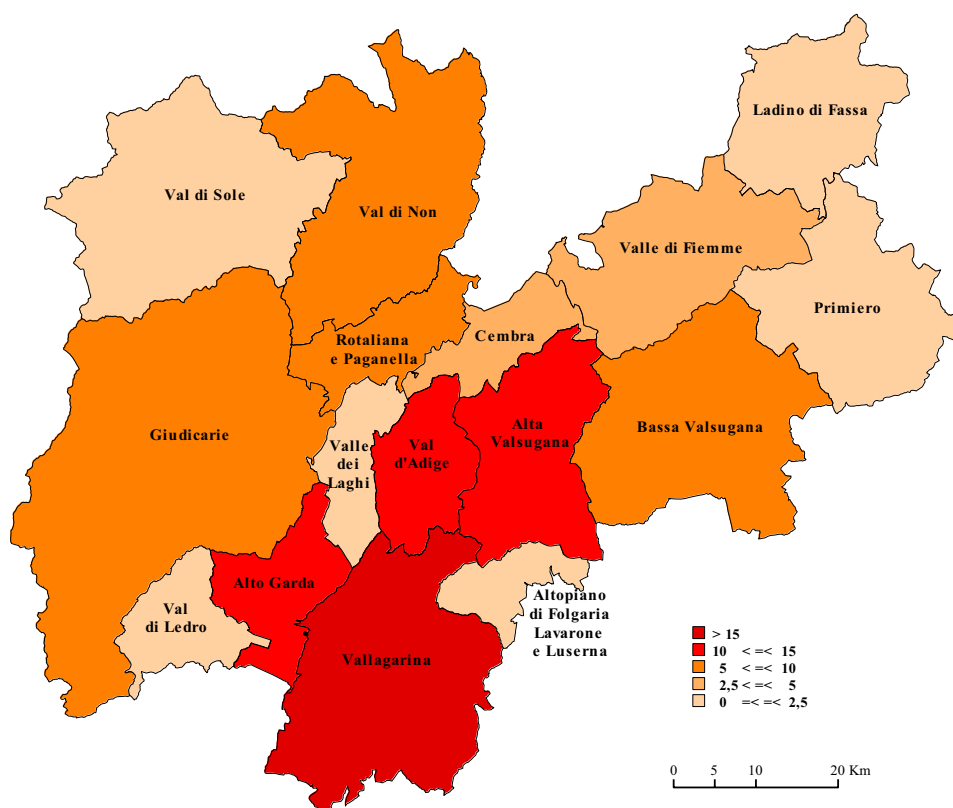 Ladino di Fassa
Val di Sole
Val di Non
Valle di Fiemme
Primiero
Rotaliana
e Paganella
Cembra
Giudicarie
Valle
dei
Laghi
Val
d'Adige
Alta
Valsugana
Bassa Valsugana
Alto Garda
Val
di Ledro
Altopiano
di Folgaria
Lavarone
e Luserna
Vallagarina
> 15
10 < =< 15
5 < =< 10
2,5 < =< 5
0 =< =< 2,5
0 5 10 20 Km